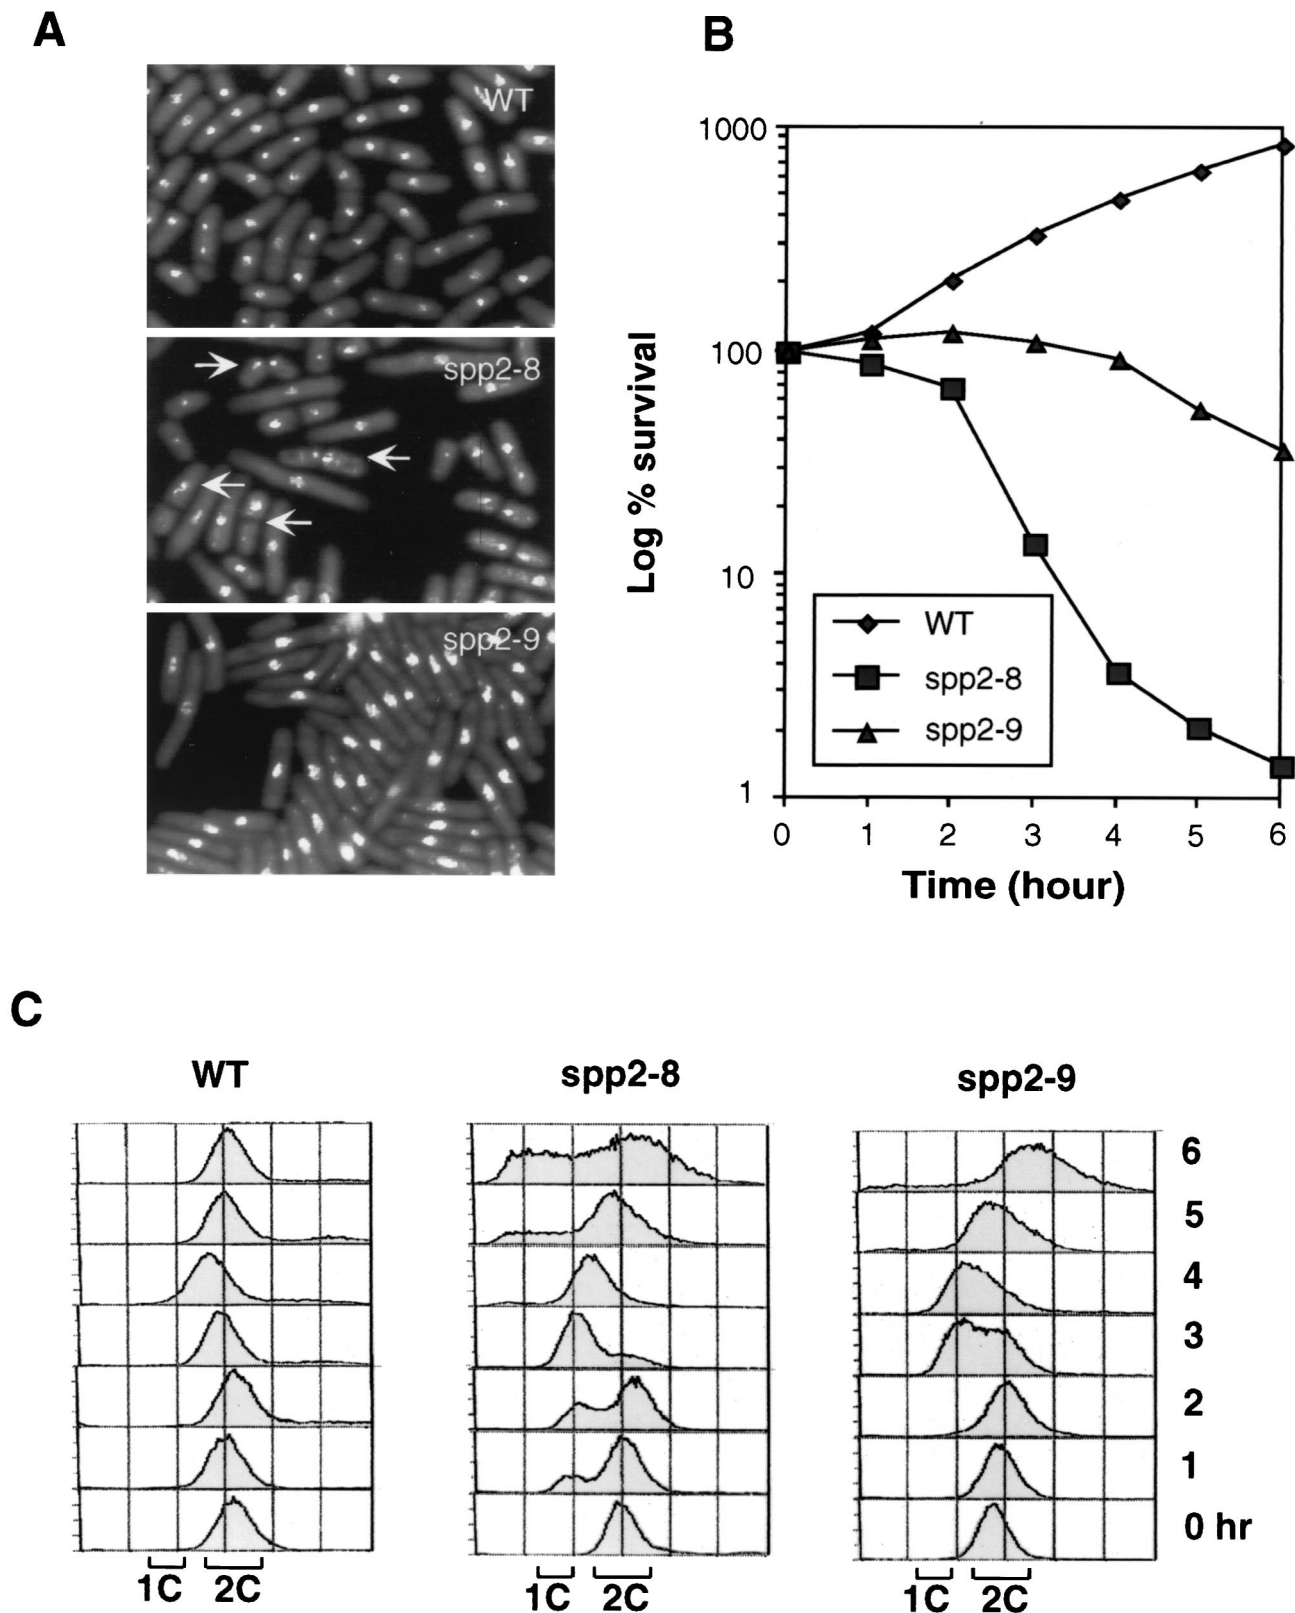 A
WT
spp2-8
spp2-9
B
1000
100
10
1
Log % survival
WT
spp2-8
spp2-9
0 1 2 3 4 5 6
Time (hour)
C
WT spp2-8 spp2-9
6
5
4
3
2
1
0 hr
1C 2C 1C 2C 1C 2C